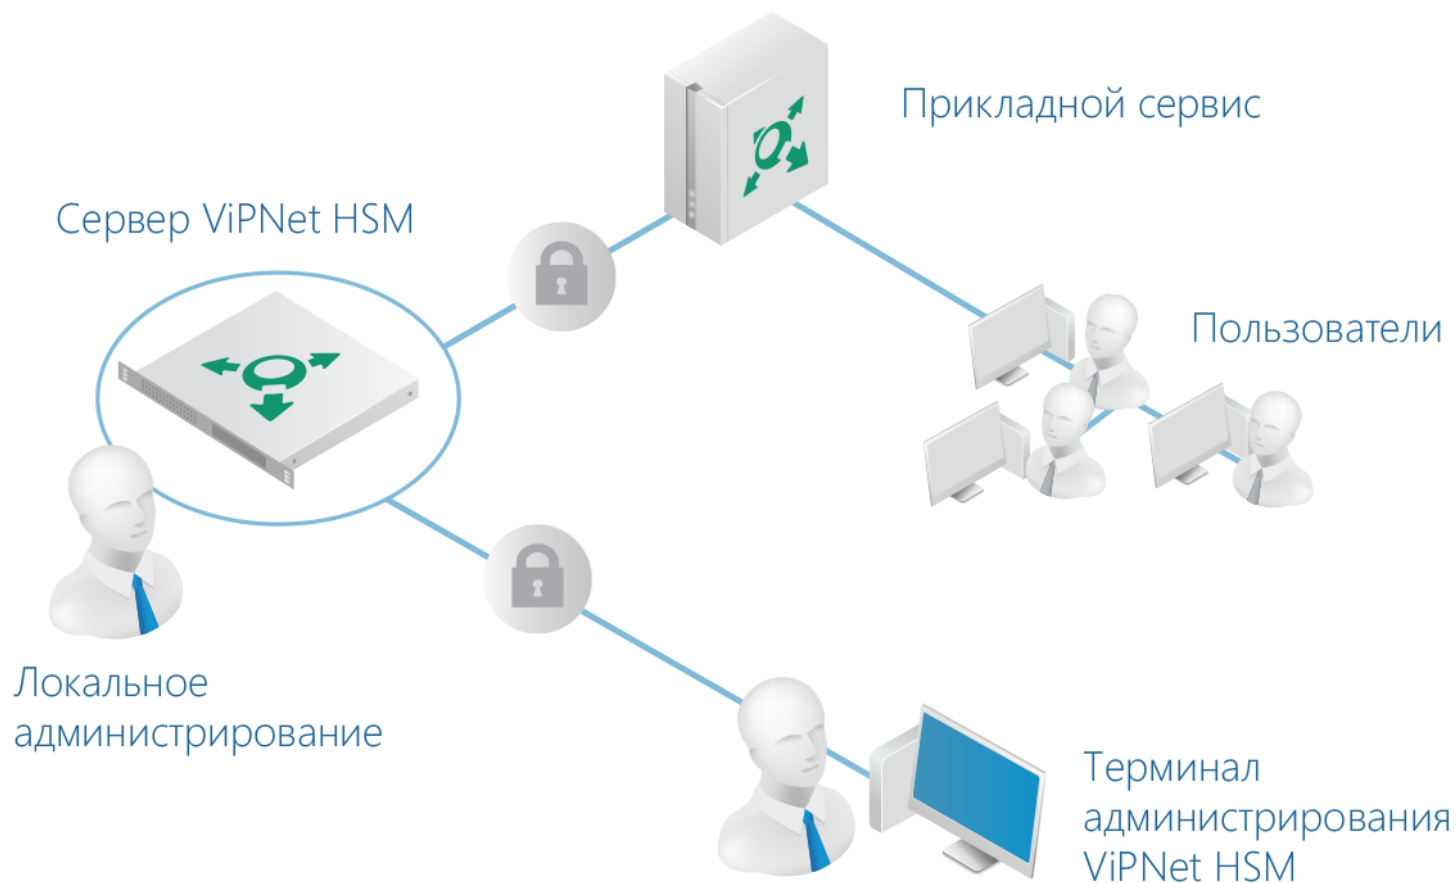 Прикладной сервис
Сервер ViPNet HSM
Пользователи
Локальное
администрирование
Терминал
администрирования
ViPNet HSM